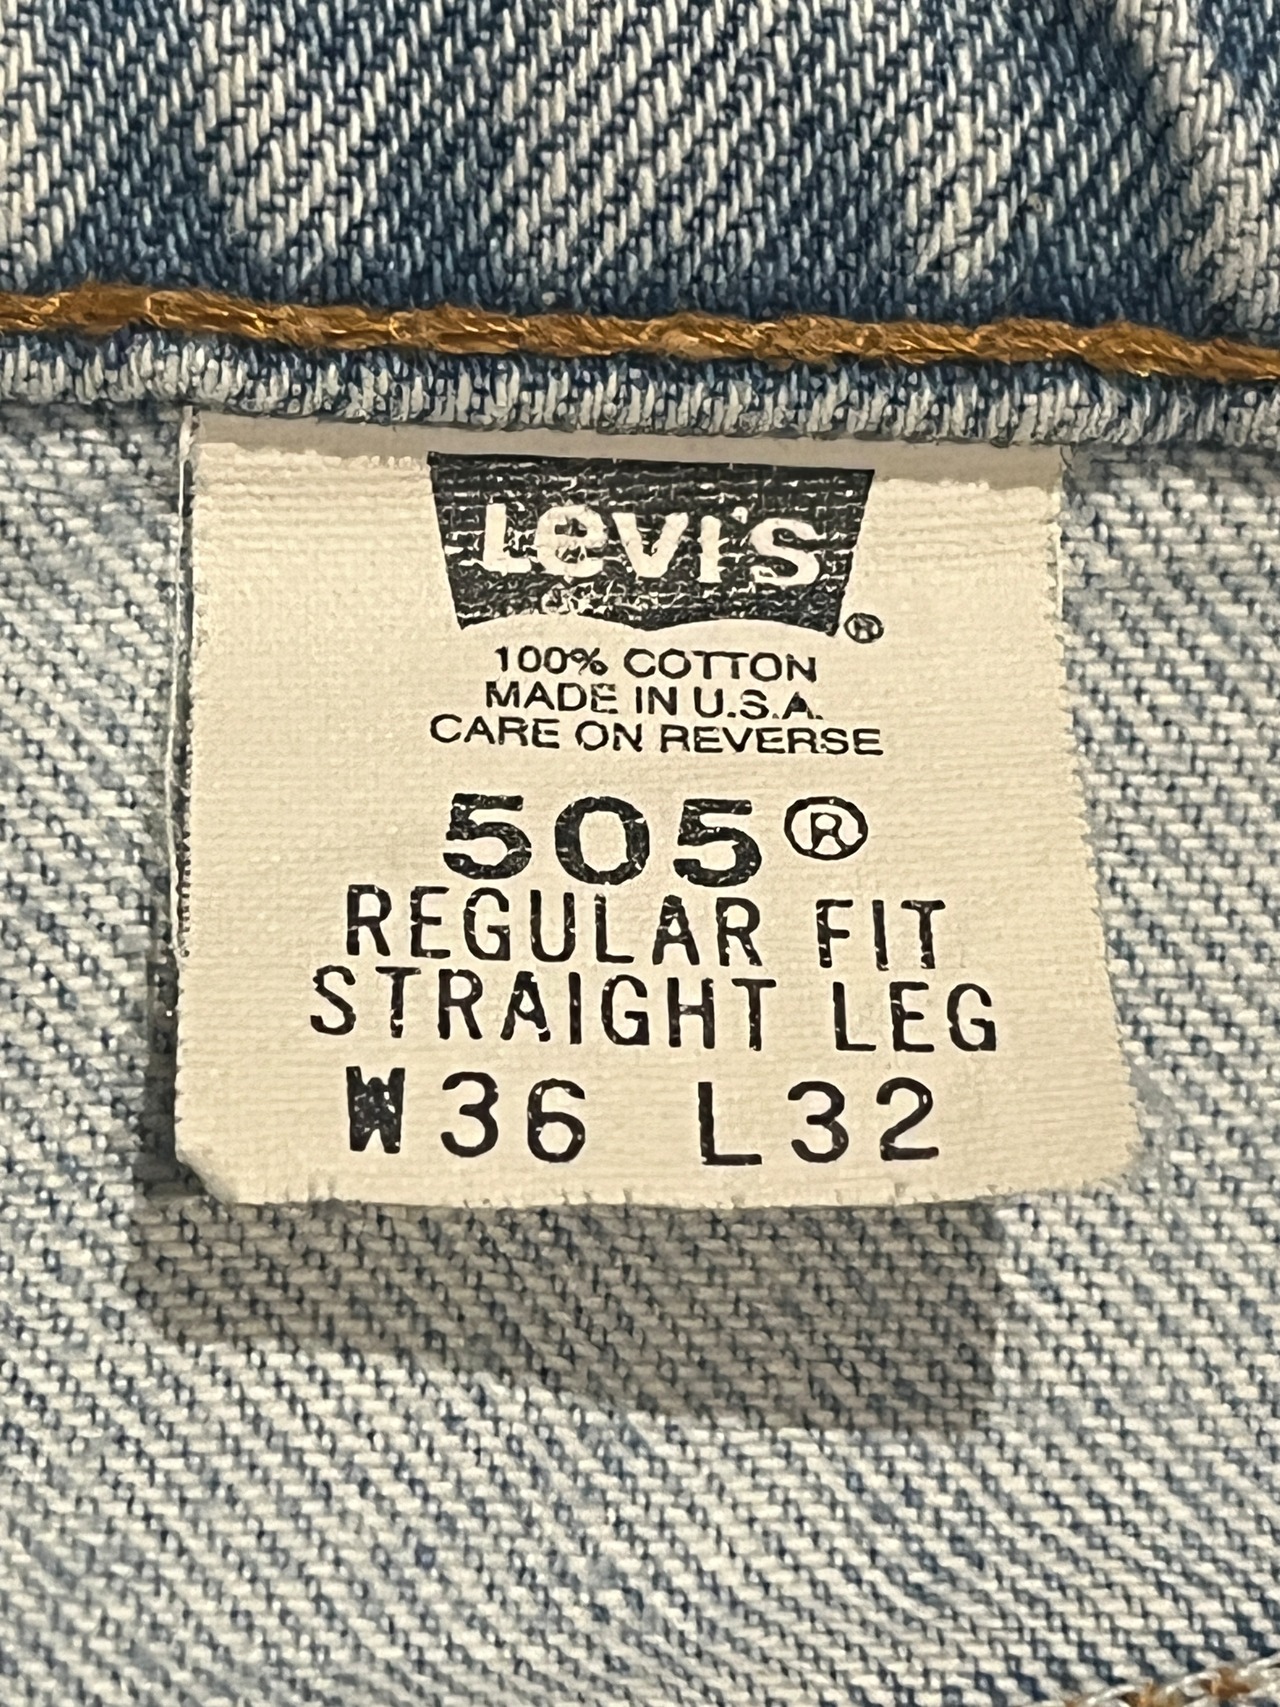 Levi's ®
100% COTTON
MADE IN U.S.A.
CARE ON REVERSE
505®
REGULAR FIT
STRAIGHT LEG
W36 L32